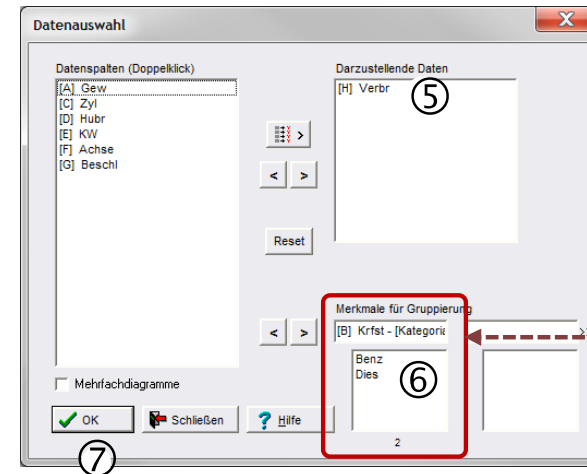 Datenauswahl
X
Datenspalten (Doppelklick)
Darzustellende Daten
[A] Gew
[C] Zyl
[D] Hubr
[E] KW
[F] Achse
[G] Beschl
[H] Verbr
⑤
>
< >
Reset
Merkmale für Gruppierung
< >
[B] Krfst - [Kategoria
Benz
Dies
⑥
2
Mehrfachdiagramme
OK
Schließen
? Hilfe
⑦